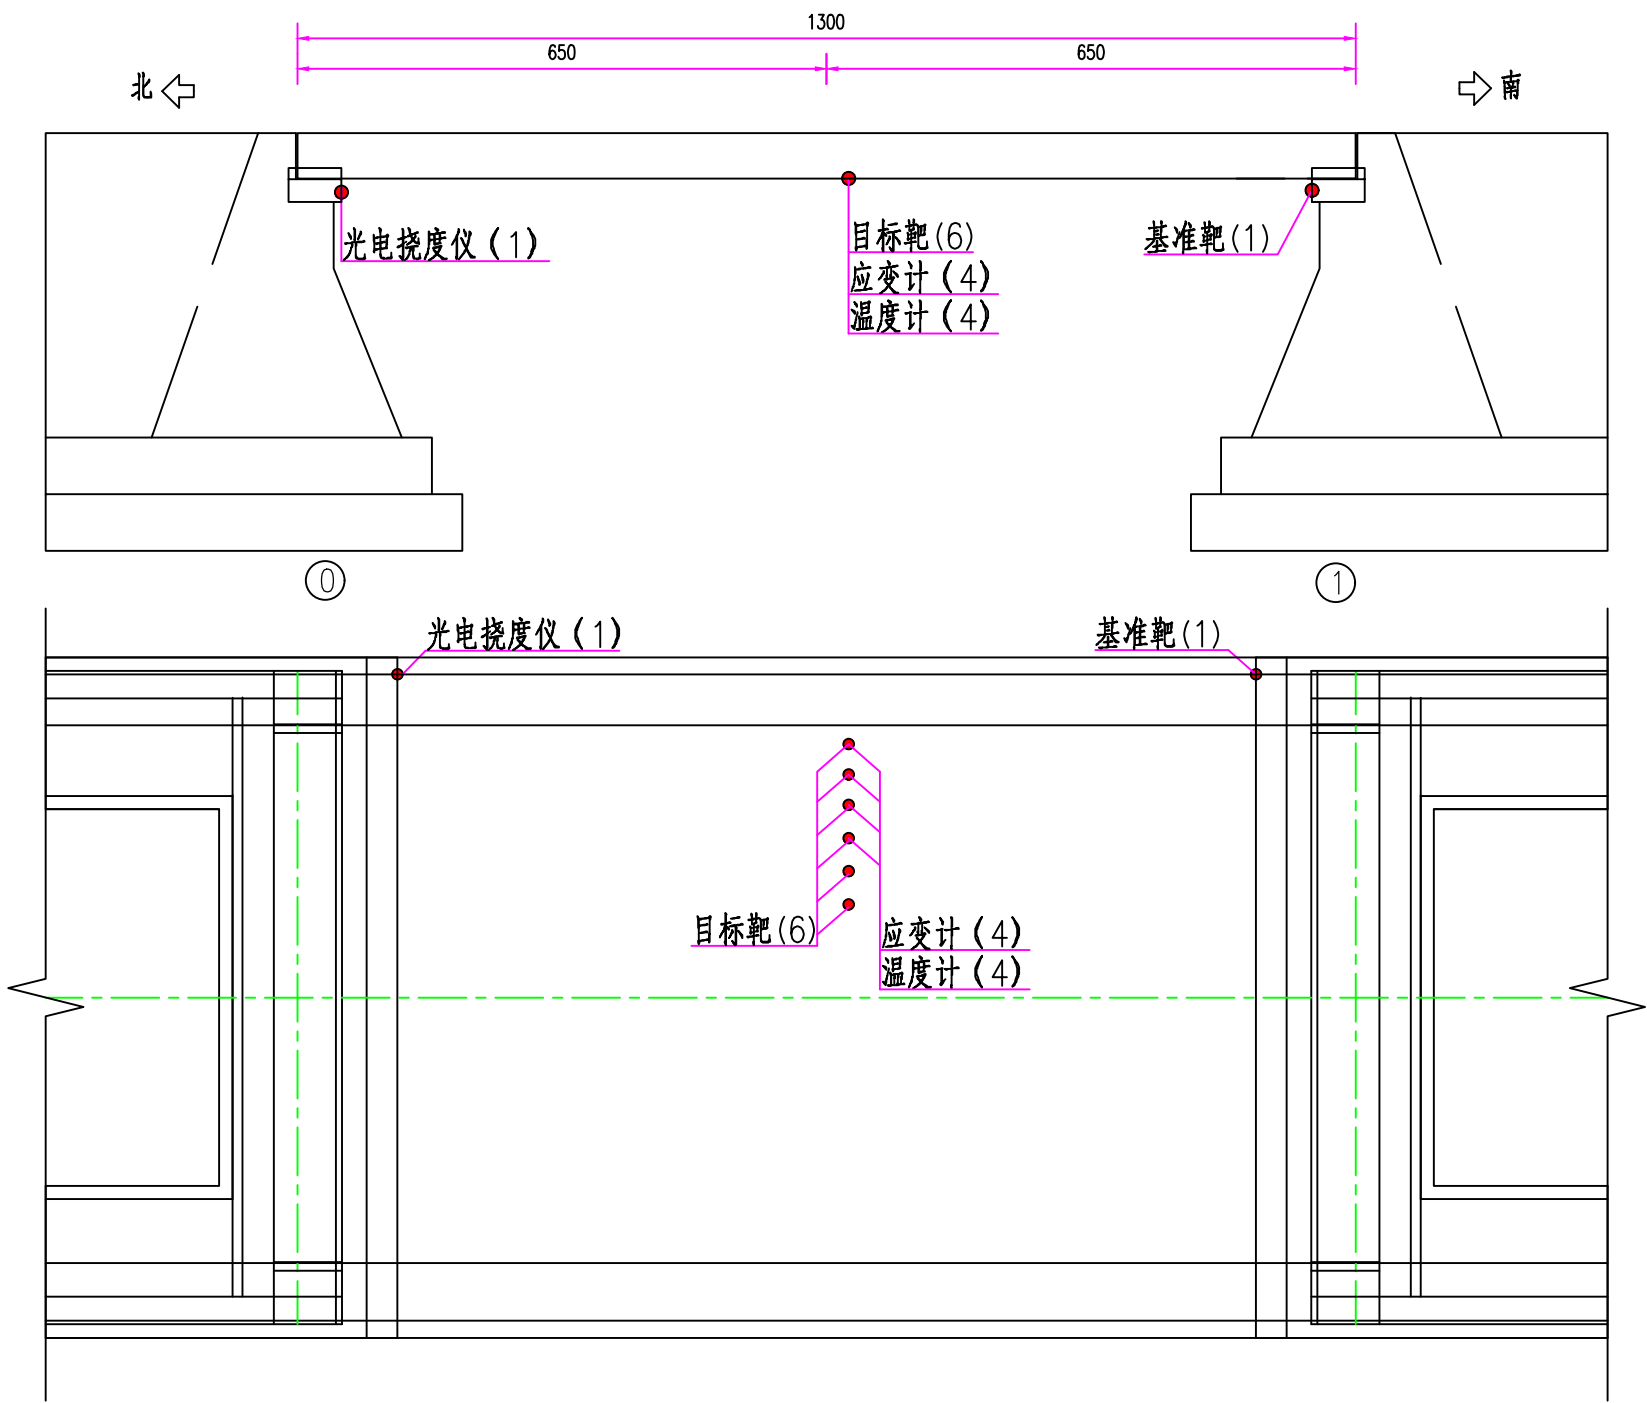 1300
650
650
北
南
光电挠度仪（1）
目标靶(6)
应变计（4）
温度计（4）
基准靶(1)
0
1
光电挠度仪（1）
基准靶(1)
目标靶(6)
应变计（4）
温度计（4）